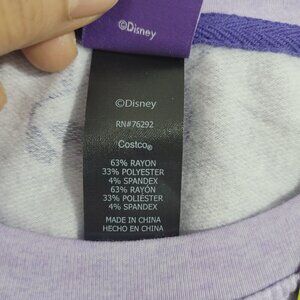 ©Disney
©Disney
RN#76292
Costco®
63% RAYON
33% POLYESTER
4% SPANDEX
63% RAYÓN
33% POLIÉSTER
4% SPANDEX
MADE IN CHINA
HECHO EN CHINA